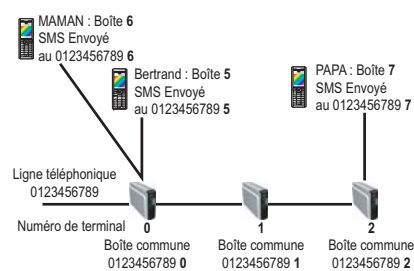 MAMAN : Boîte 6
SMS Envoyé
au 0123456789 6
Bertrand : Boîte 5
SMS Envoyé
au 0123456789 5
PAPA : Boîte 7
SMS Envoyé
au 0123456789 7
Ligne téléphonique
0123456789
Numéro de terminal 0 1 2
Boîte commune Boîte commune Boîte commune
0123456789 0 0123456789 1 0123456789 2